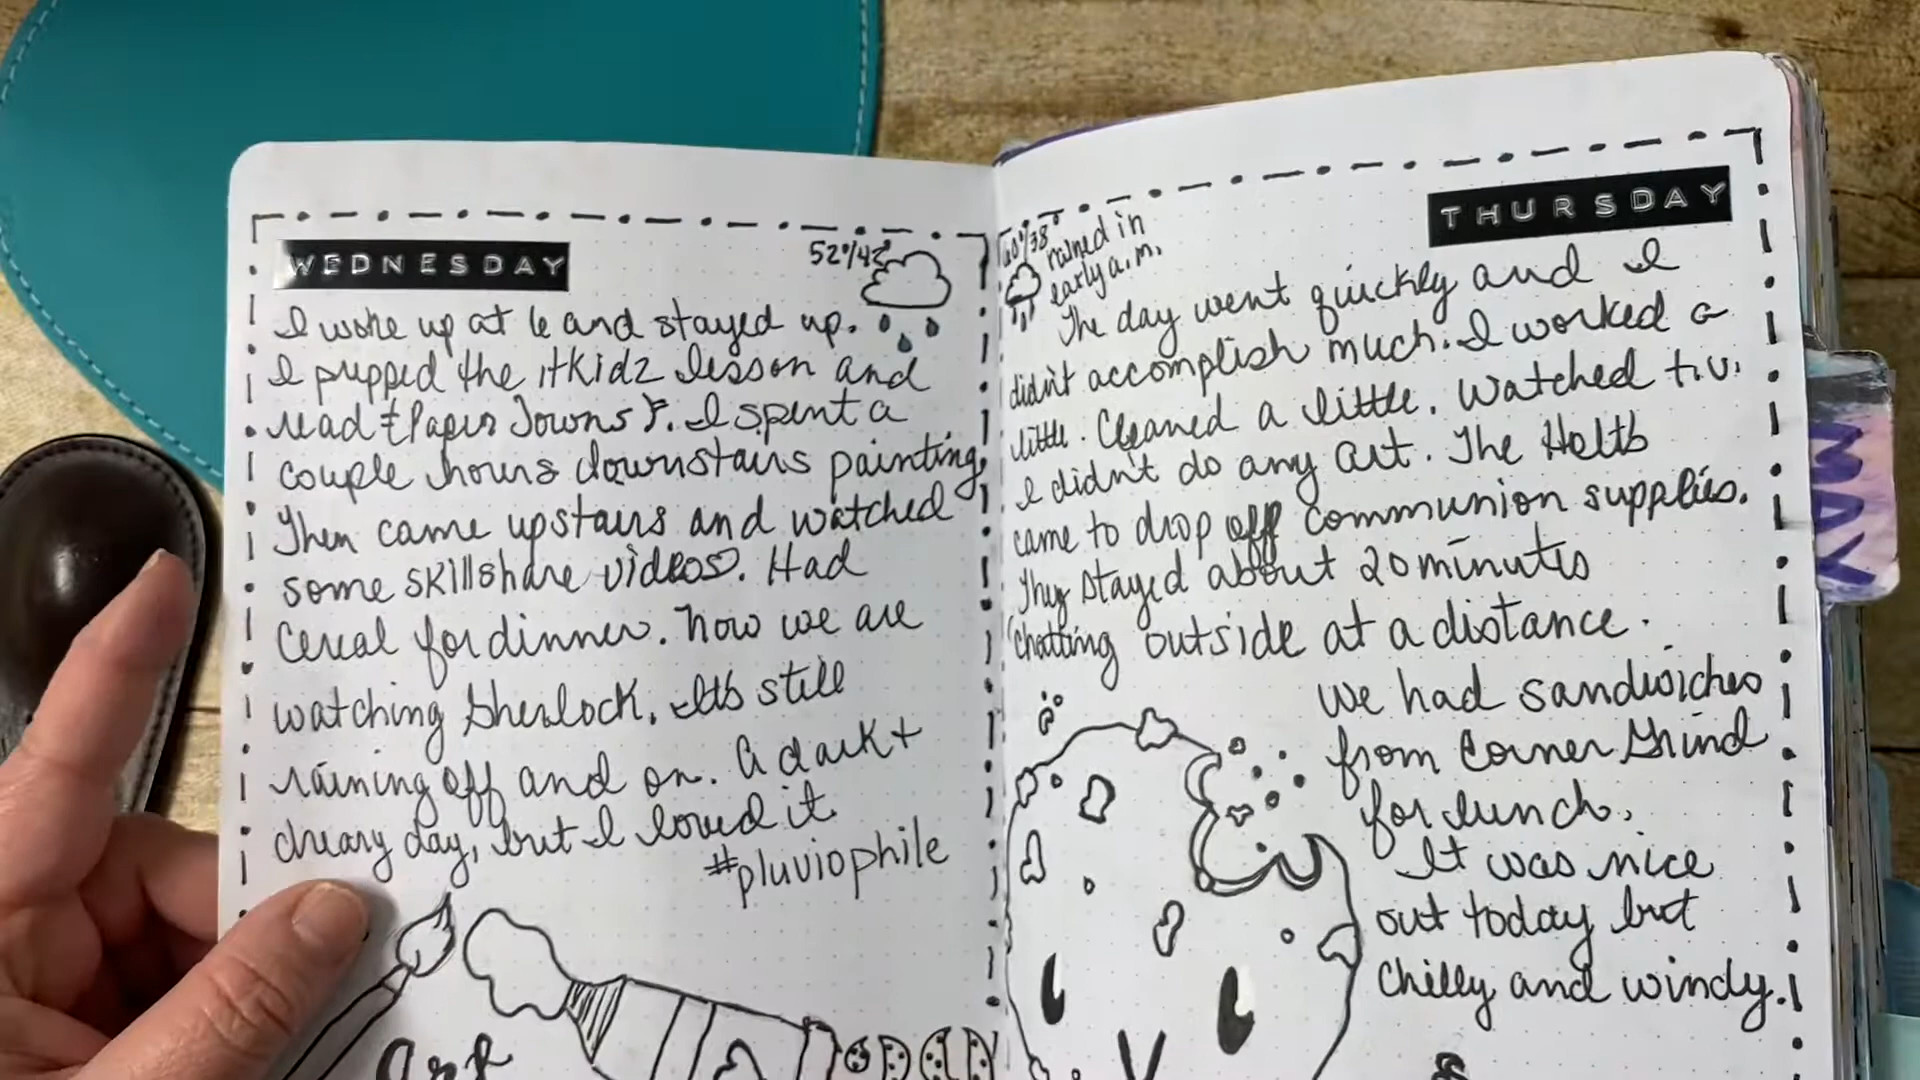 WEDNESDAY
52°/42°
I woke up at 6 and stayed up.
I prepped the itKidz lesson and
read {Paper Towns}. I spent a
couple hours downstairs painting.
Then came upstairs and watched
some skillshare videos. Had
Cereal for dinner. Now we are
watching Sherlock. Its still
raining off and on. A dark +
dreary day, but I loved it
#pluviophile
art
THURSDAY
60°/38°
rained in
early a.m.
The day went quickly and I
didn't accomplish much. I worked a
little. Cleaned a little. Watched t.v.
I didn't do any art. The
came to drop off communion supplies.
They stayed about 20 minutes
chatting outside at a distance.
We had sandwiches
from Corner Grind
for lunch.
It was nice
out today but
chilly and windy.
MAY